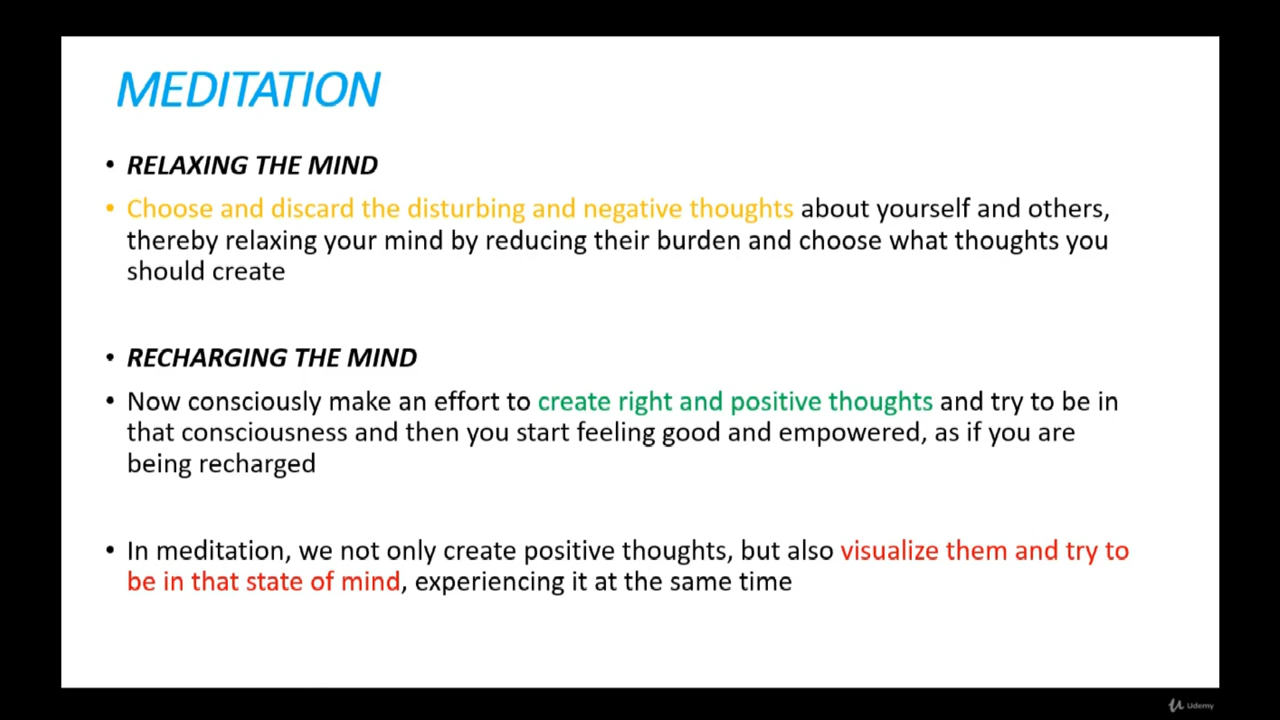 MEDITATION
• RELAXING THE MIND
• Choose and discard the disturbing and negative thoughts about yourself and others,
thereby relaxing your mind by reducing their burden and choose what thoughts you
should create
• RECHARGING THE MIND
• Now consciously make an effort to create right and positive thoughts and try to be in
that consciousness and then you start feeling good and empowered, as if you are
being recharged
• In meditation, we not only create positive thoughts, but also visualize them and try to
be in that state of mind, experiencing it at the same time
Udemy